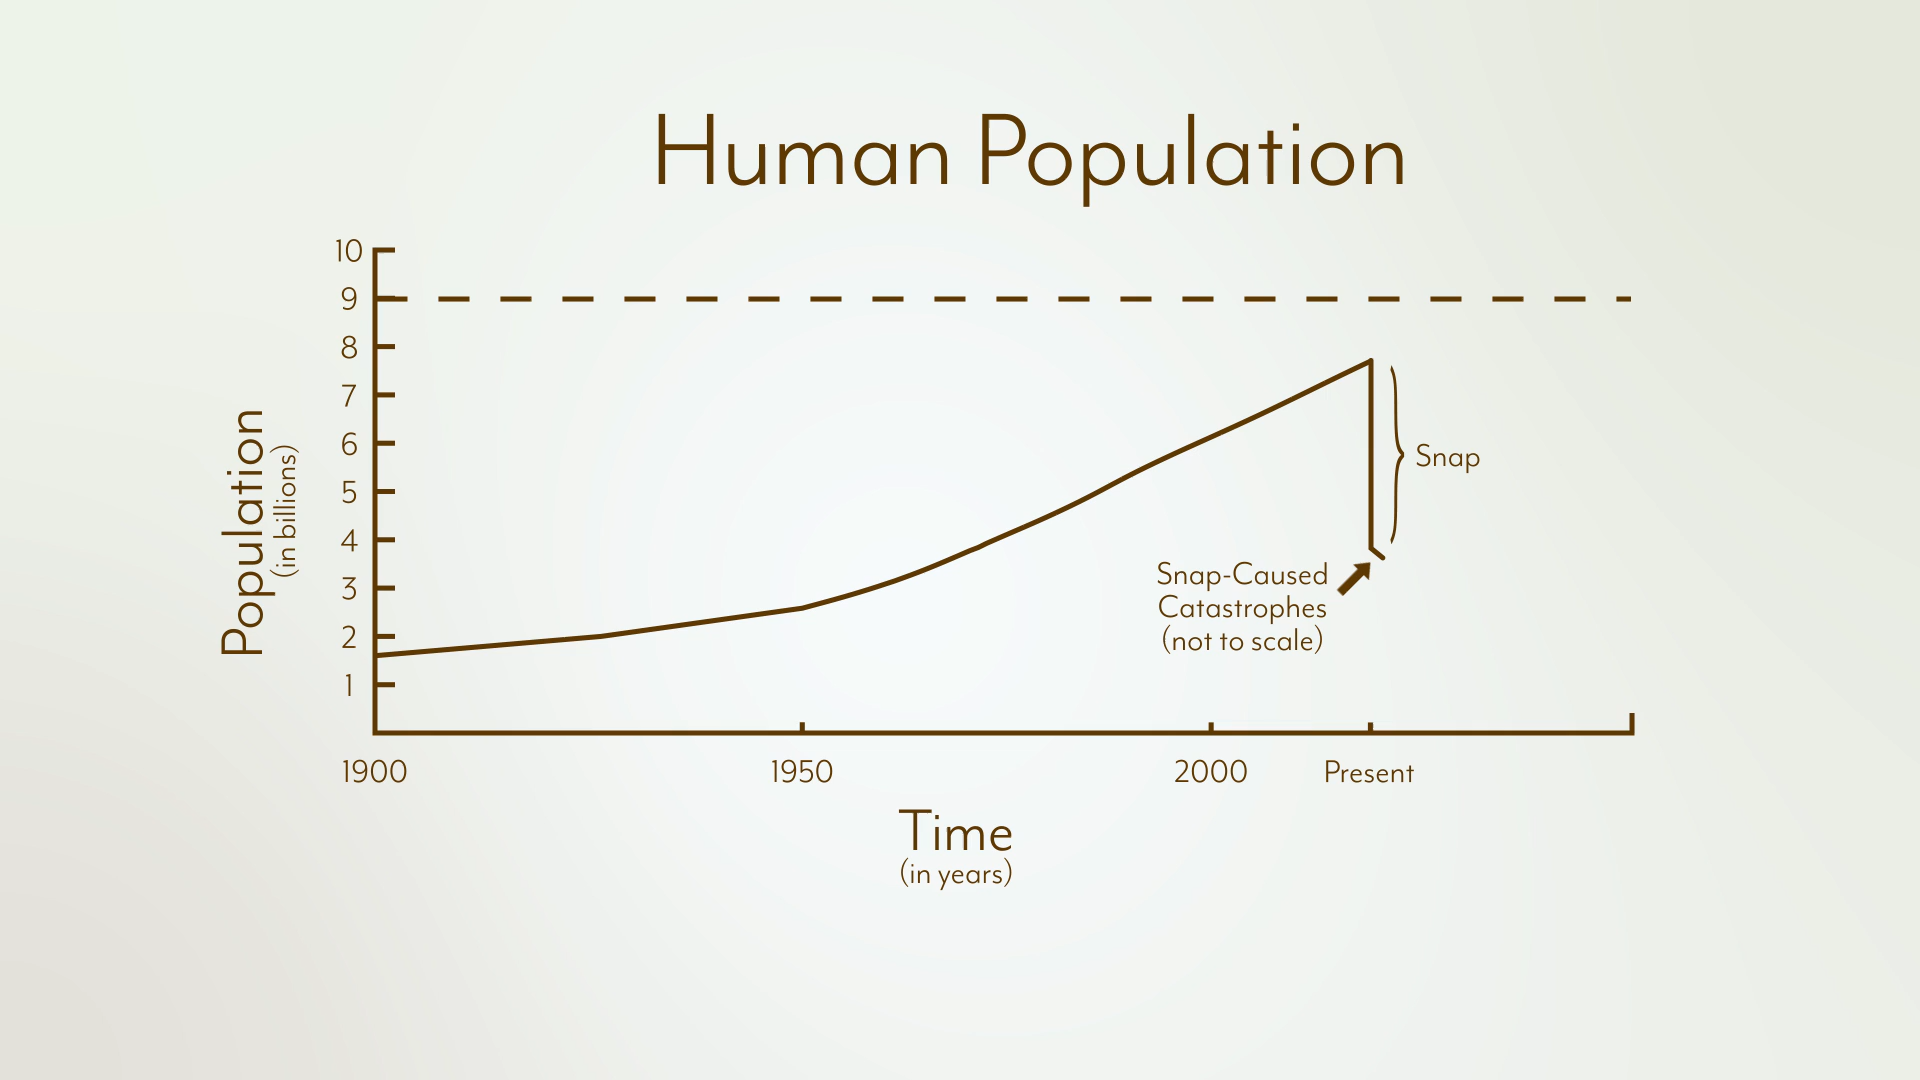 Human Population
10
9
8
7
6
5
4
3
2
1
Population
(in billions)
Snap
Snap-Caused
Catastrophes
(not to scale)
1900
1950
2000
Present
Time
(in years)